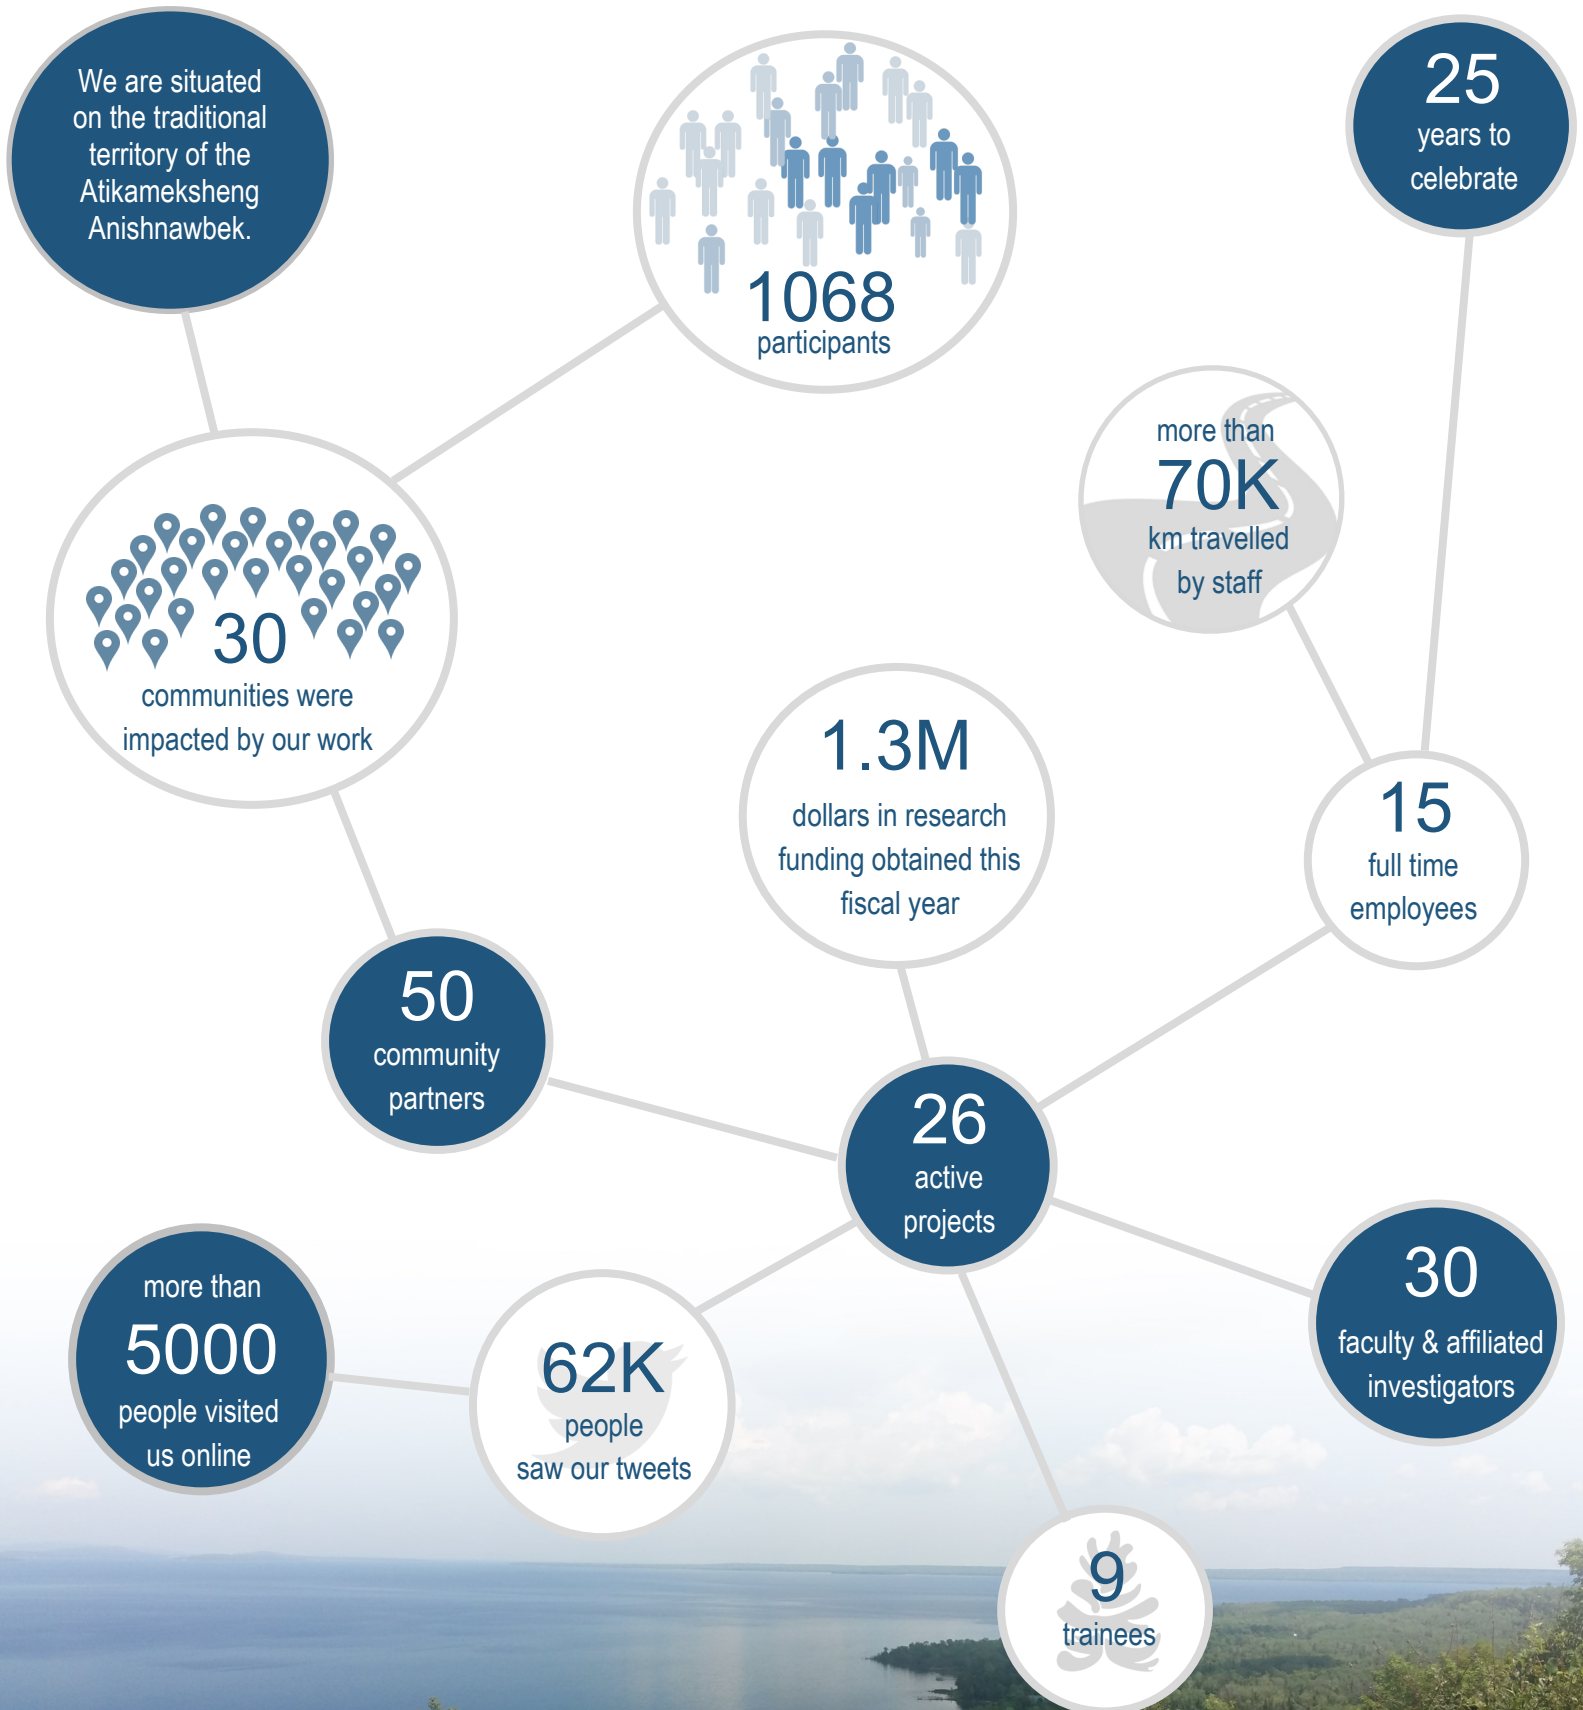 We are situated
on the traditional
territory of the
Atikameksheng
Anishnawbek.
1068
participants
25
years to
celebrate
more than
70K
km travelled
by staff
30
communities were
impacted by our work
1.3M
dollars in research
funding obtained this
fiscal year
15
full time
employees
50
community
partners
26
active
projects
more than
5000
people visited
us online
62K
people
saw our tweets
30
faculty & affiliated
investigators
9
trainees